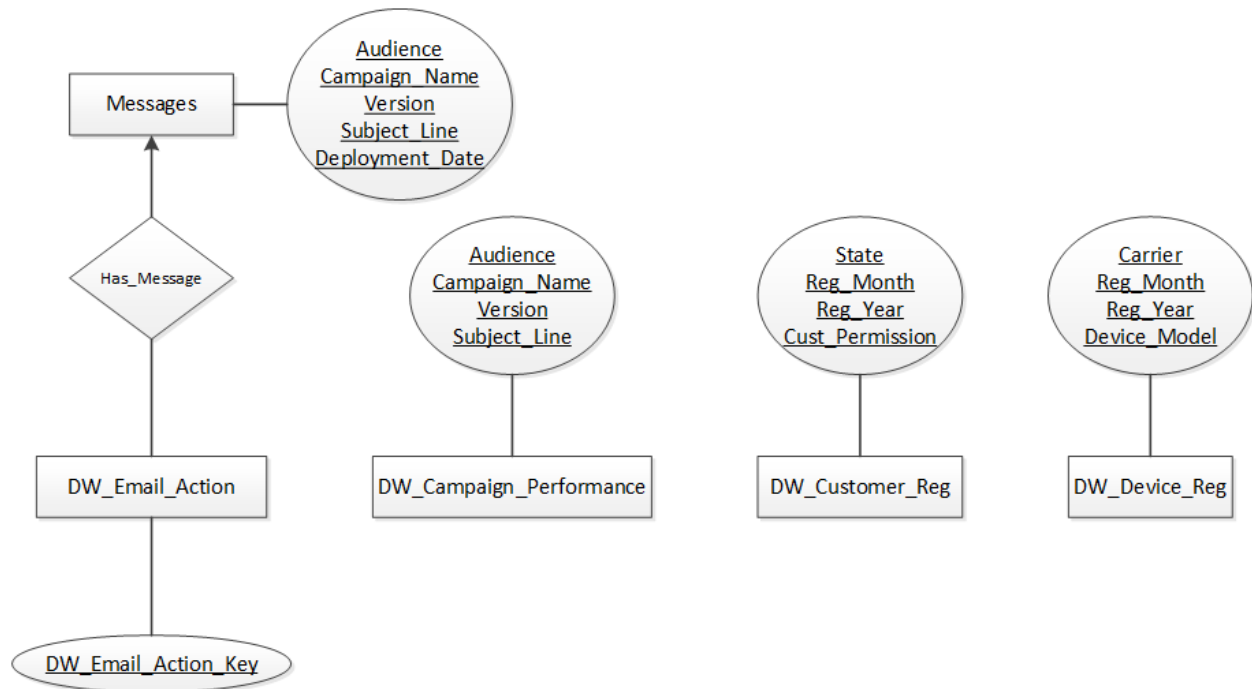 Audience
Campaign_Name
Version
Subject_Line
Deployment_Date
Messages
Has_Message
Audience
Campaign_Name
Version
Subject_Line
State
Reg_Month
Reg_Year
Cust_Permission
Carrier
Reg_Month
Reg_Year
Device_Model
DW_Email_Action
DW_Campaign_Performance
DW_Customer_Reg
DW_Device_Reg
DW_Email_Action_Key